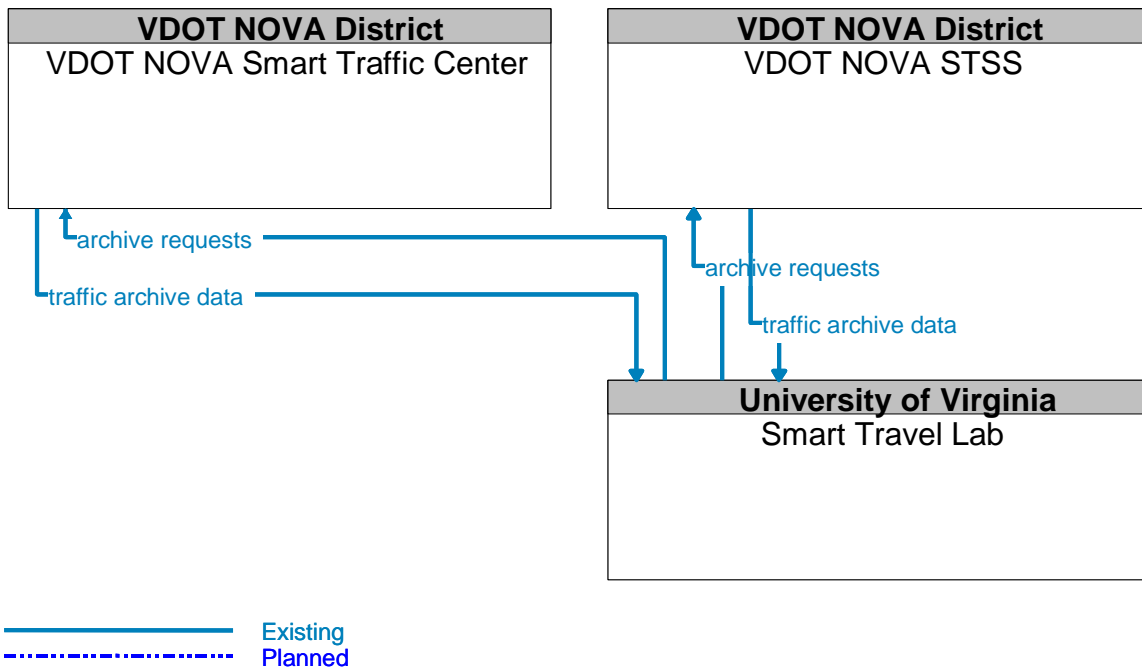 VDOT NOVA District
VDOT NOVA Smart Traffic Center
VDOT NOVA District
VDOT NOVA STSS
archive requests
traffic archive data
archive requests
traffic archive data
University of Virginia
Smart Travel Lab
Existing
Planned